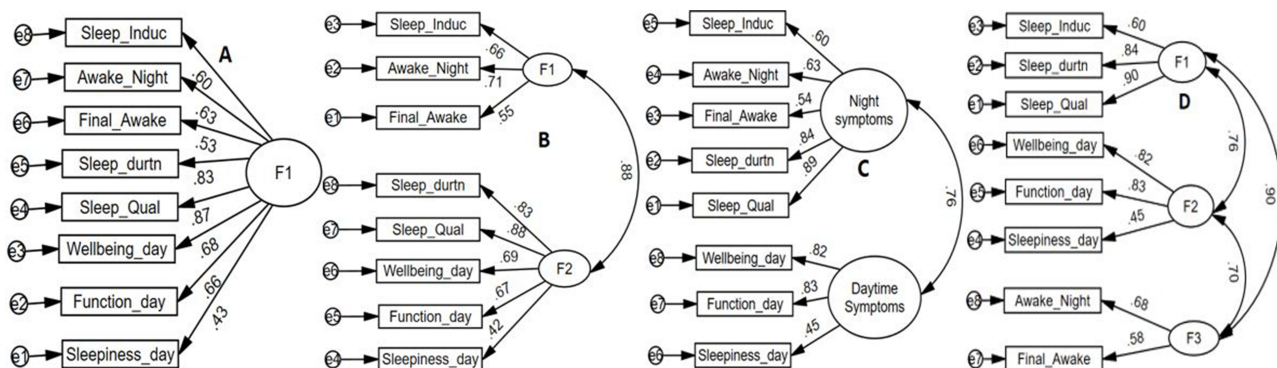 e8 Sleep_Induc
A
e7 Awake_Night
.60
e6 Final_Awake
.63
e5 Sleep_durtn
.53
F1
e4 Sleep_Qual
.83
e3 Wellbeing_day
.87
e2 Function_day
.68
.66
e1 Sleepiness_day
.43
e3 Sleep_Induc
.66
e2 Awake_Night
.71
F1
e1 Final_Awake
.55
B
.88
e8 Sleep_durtn
.83
e7 Sleep_Qual
.88
e6 Wellbeing_day
.69
F2
e5 Function_day
.67
e4 Sleepiness_day
.42
e5 Sleep_Induc
.60
e4 Awake_Night
.63
e3 Final_Awake
.54
Night
symptoms
e2 Sleep_durtn
.84
C
e1 Sleep_Qual
.89
.76
e8 Wellbeing_day
.82
e7 Function_day
.83
Daytime
Symptoms
e6 Sleepiness_day
.45
e3 Sleep_Induc
.60
e2 Sleep_durtn
.84
F1
e1 Sleep_Qual
.90
D
.76
e6 Wellbeing_day
.82
e5 Function_day
.83
F2
.90
e4 Sleepiness_day
.45
.70
e8 Awake_Night
.68
F3
e7 Final_Awake
.58